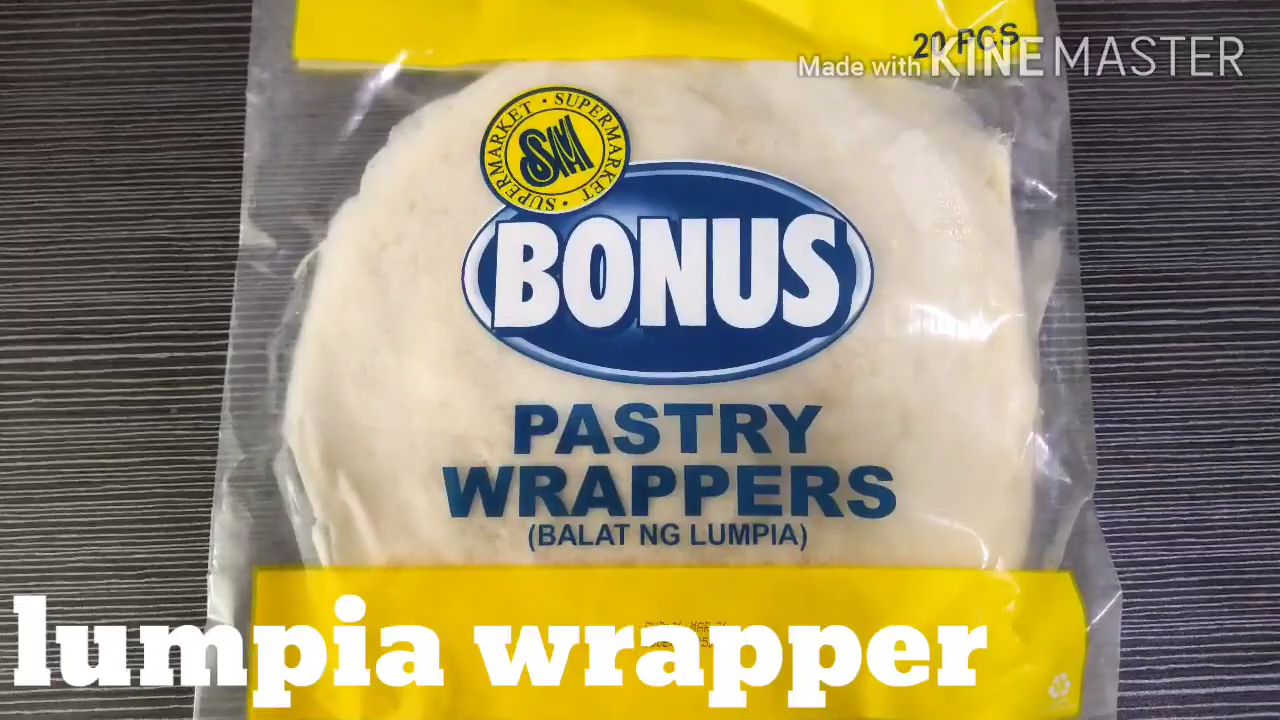 20 PCS
Made with KINEMASTER
SUPERMARKET • SUPERMARKET •
SM
BONUS
PASTRY
WRAPPERS
(BALAT NG LUMPIA)
lumpia wrapper